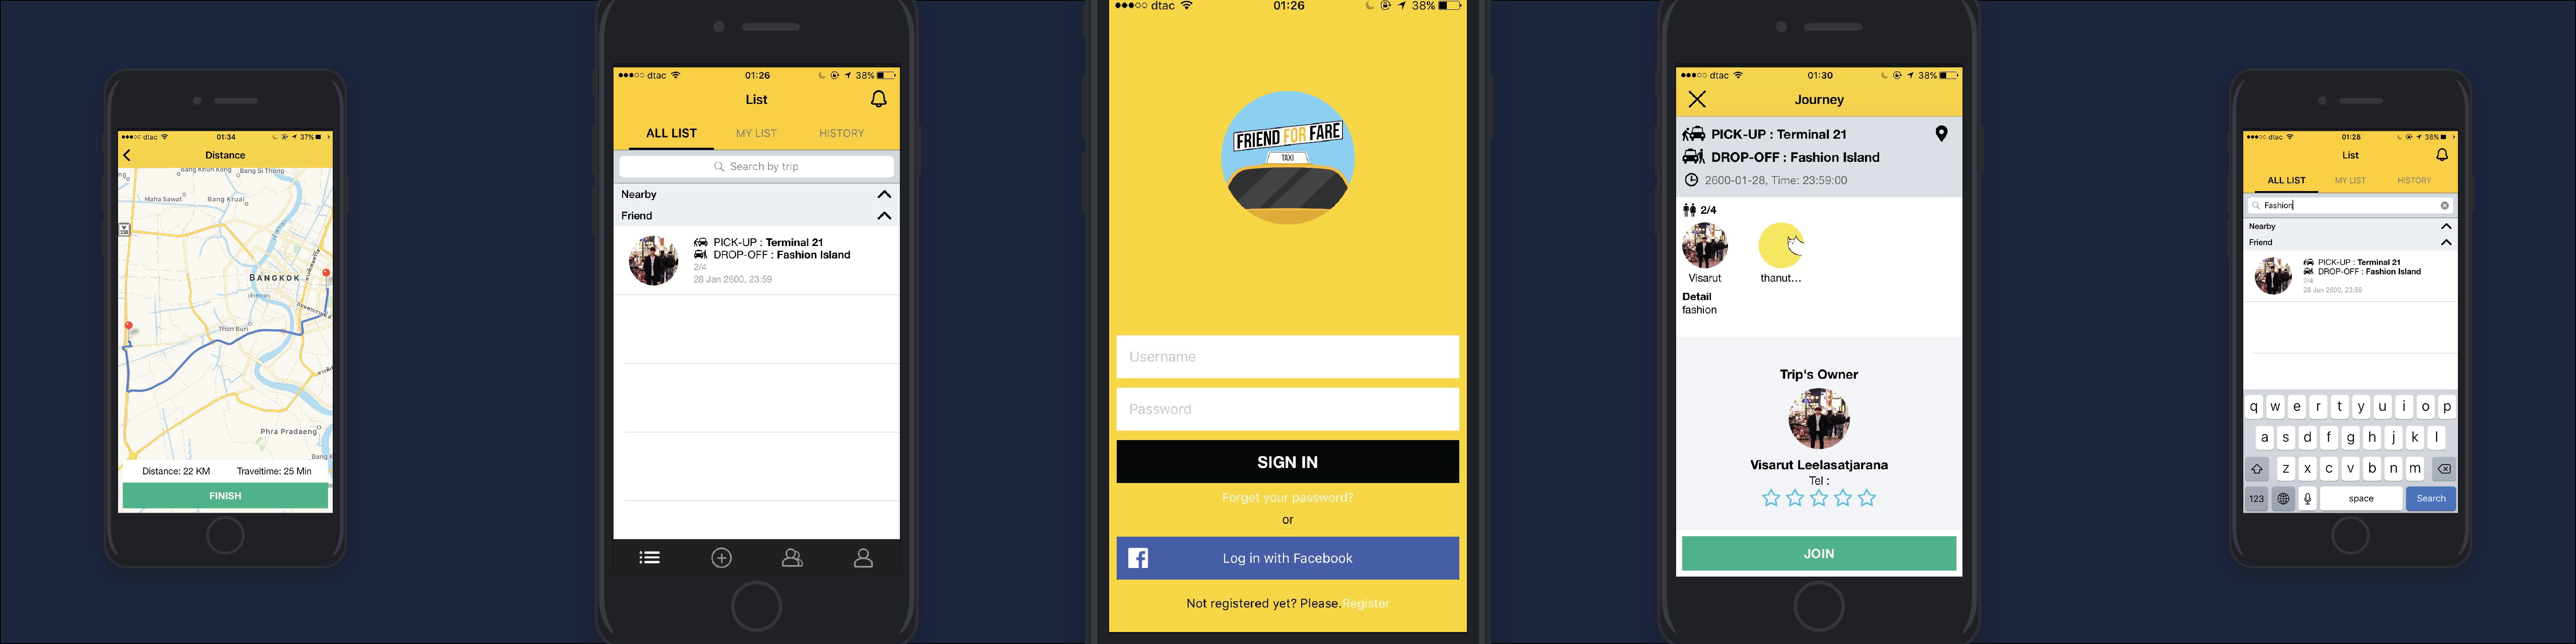 dtac
01:34
37%
Distance
Bang Khun Kong
Bang Si Thong
Maha Sawat
Bang Kruai
BANGKOK
Thon Buri
Phra Pradaeng
Bang K
Distance: 22 KM
Traveltime: 25 Min
FINISH
dtac
01:26
38%
List
ALL LIST
MY LIST
HISTORY
Search by trip
Nearby
Friend
PICK-UP : Terminal 21
DROP-OFF : Fashion Island
2/4
28 Jan 2600, 23:59
dtac
01:26
38%
FRIEND FOR FARE
TAXI
Username
Password
SIGN IN
Forget your password?
or
f
Log in with Facebook
Not registered yet? Please.Register
dtac
01:30
38%
Journey
PICK-UP : Terminal 21
DROP-OFF : Fashion Island
2600-01-28, Time: 23:59:00
2/4
Visarut
thanut...
Detail
fashion
Trip's Owner
Visarut Leelasatjarana
Tel :
JOIN
dtac
01:28
38%
List
ALL LIST
MY LIST
HISTORY
Fashion
Nearby
Friend
PICK-UP : Terminal 21
DROP-OFF : Fashion Island
2/4
28 Jan 2600, 23:59
q w e r t y u i o p
a s d f g h j k l
z x c v b n m
123
space
Search